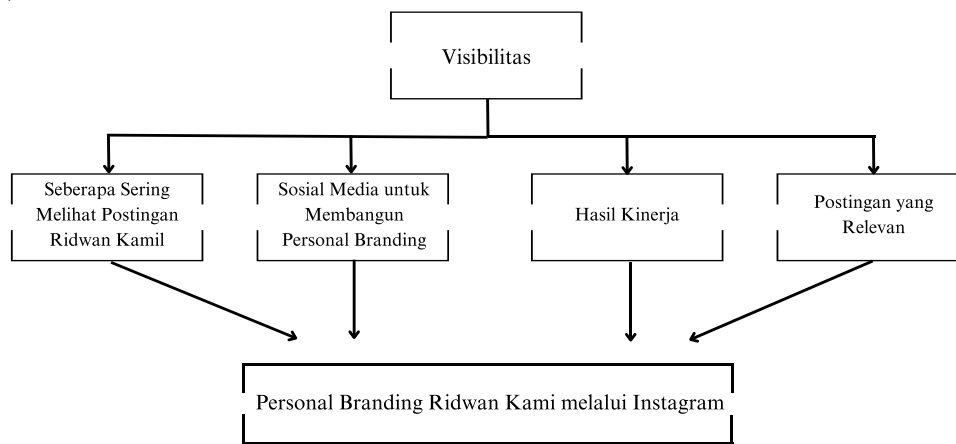 Visibilitas
Seberapa Sering
Melihat Postingan
Ridwan Kamil
Sosial Media untuk
Membangun
Personal Branding
Hasil Kinerja
Postingan yang
Relevan
Personal Branding Ridwan Kami melalui Instagram